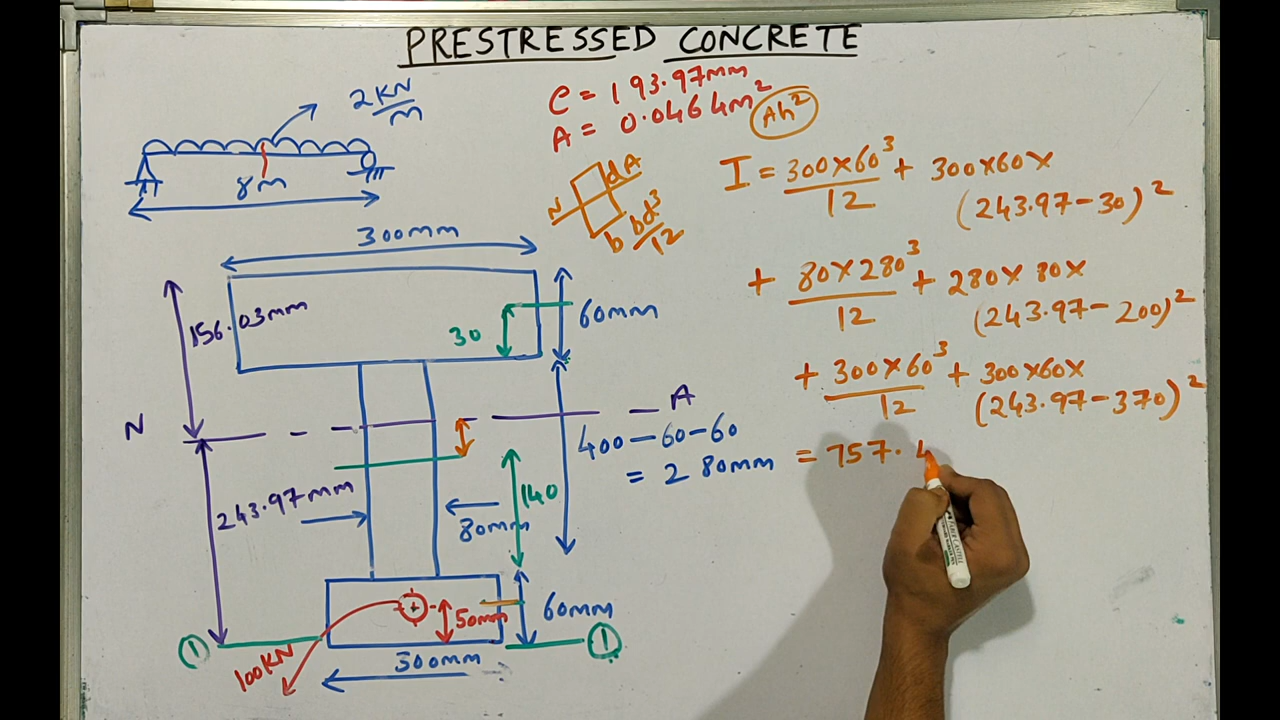 PRESTRESSED CONCRETE
2KN/m
8m
e = 193.97mm
A = 0.0464m²
Ah²
N
dA
b
bd³/12
I = 300×60³/12 + 300×60×(243.97-30)²
+ 80×280³/12 + 280×80×(243.97-200)²
+ 300×60³/12 + 300×60×(243.97-370)²
= 757.4
300mm
156.03mm
30
60mm
N
A
400-60-60
= 280mm
243.97mm
80mm
140
1
100KN
50mm
60mm
1
300mm